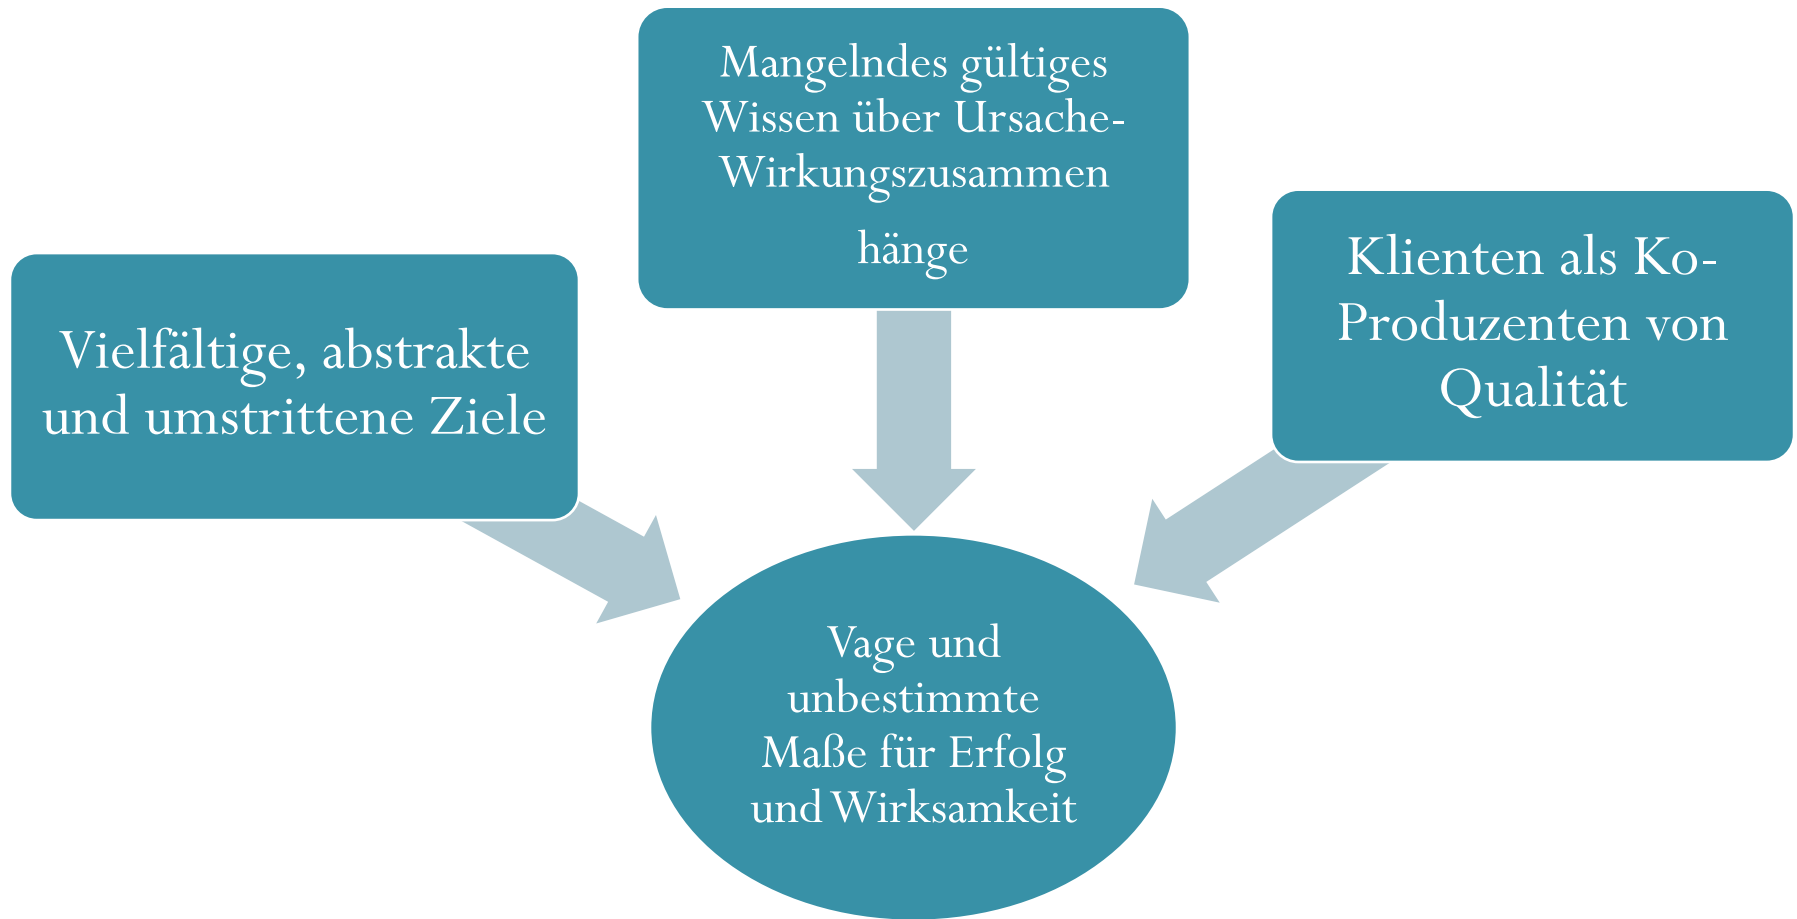 Mangelndes gültiges
Wissen über Ursache-
Wirkungszusammen
hänge
Vielfältige, abstrakte
und umstrittene Ziele
Klienten als Ko-
Produzenten von
Qualität
Vage und
unbestimmte
Maße für Erfolg
und Wirksamkeit